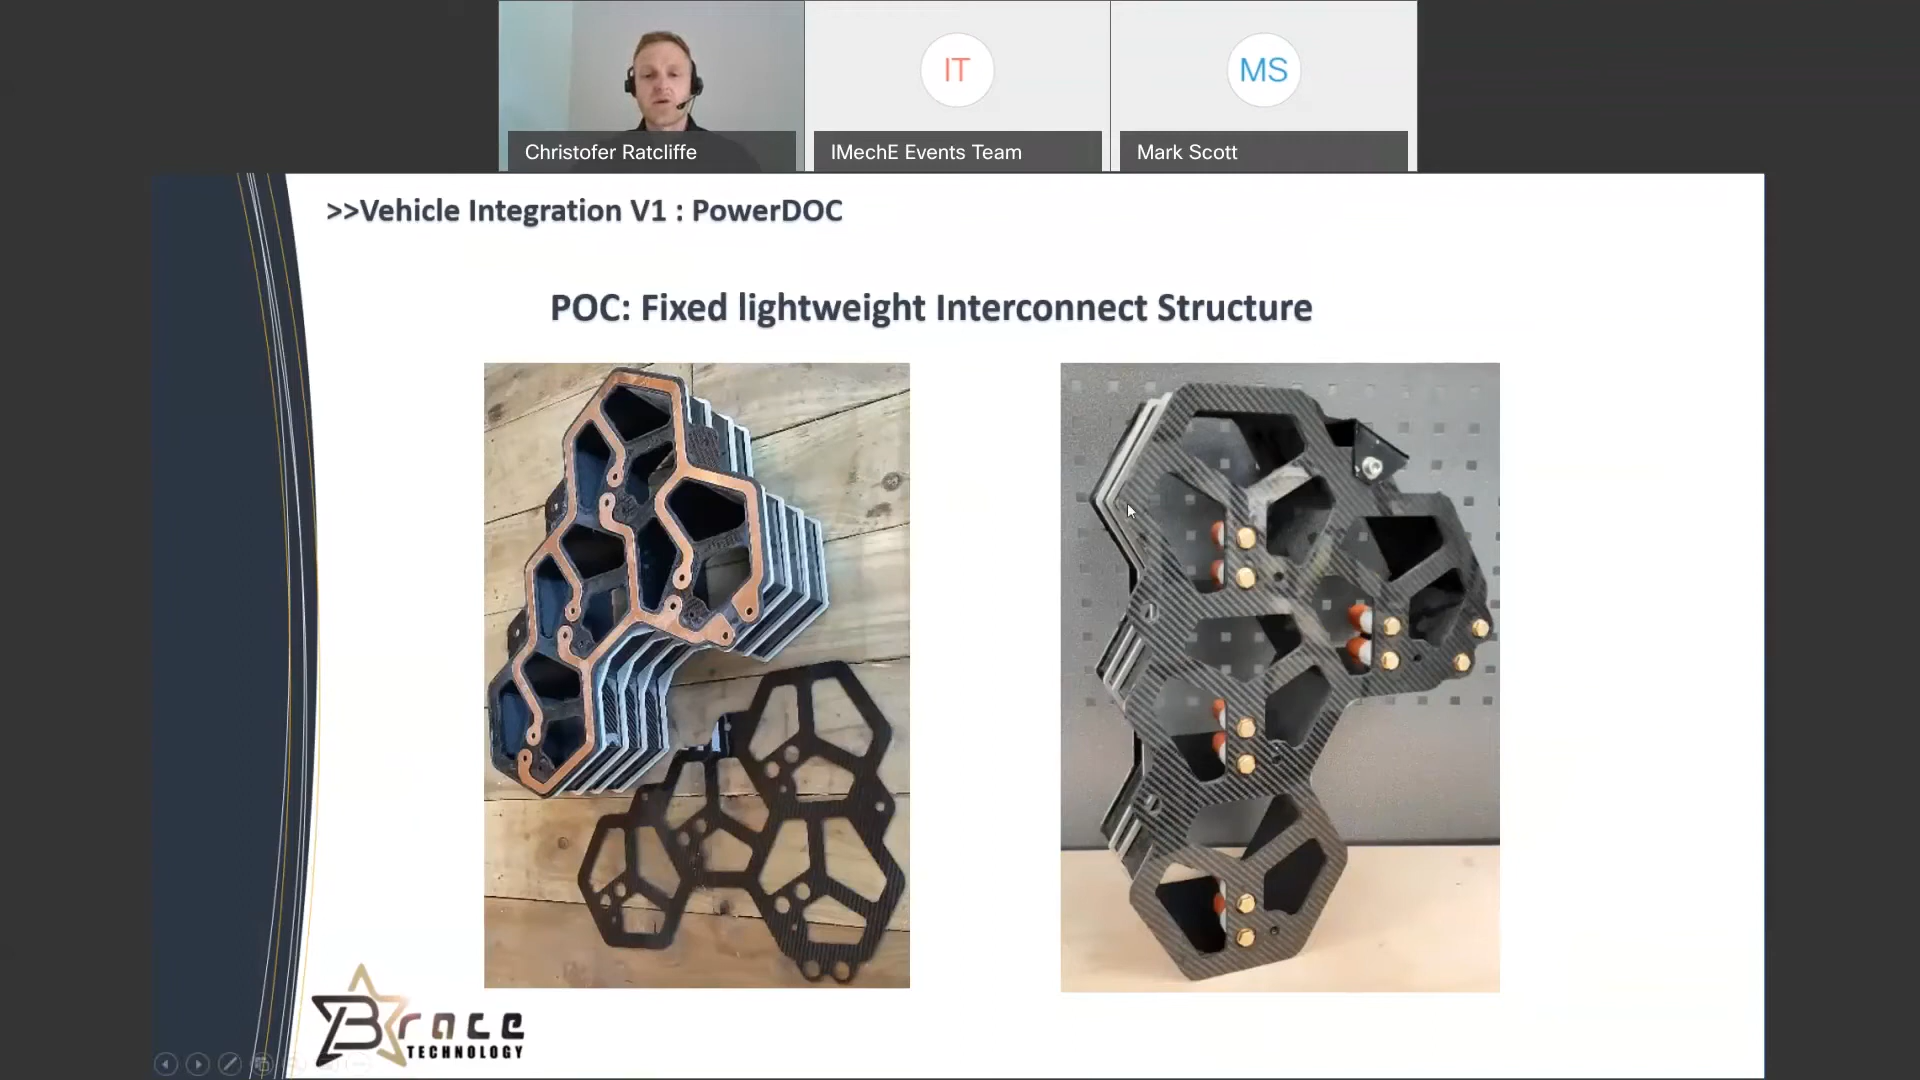 IT
MS
Christofer Ratcliffe
IMechE Events Team
Mark Scott
>>Vehicle Integration V1 : PowerDOC
POC: Fixed lightweight Interconnect Structure
Brace
TECHNOLOGY